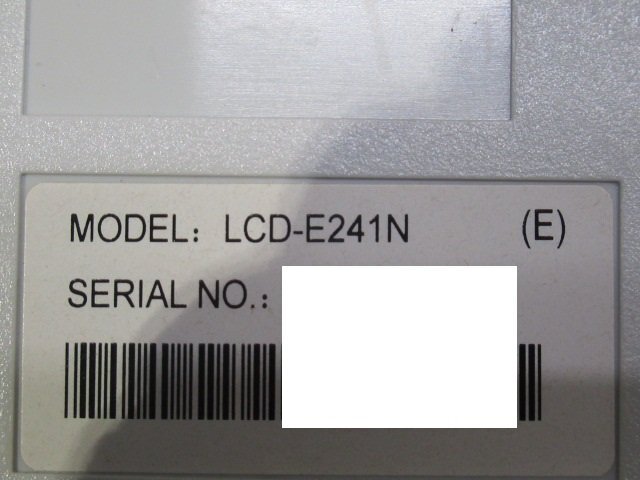 MODEL: LCD-E241N (E)
SERIAL NO.: